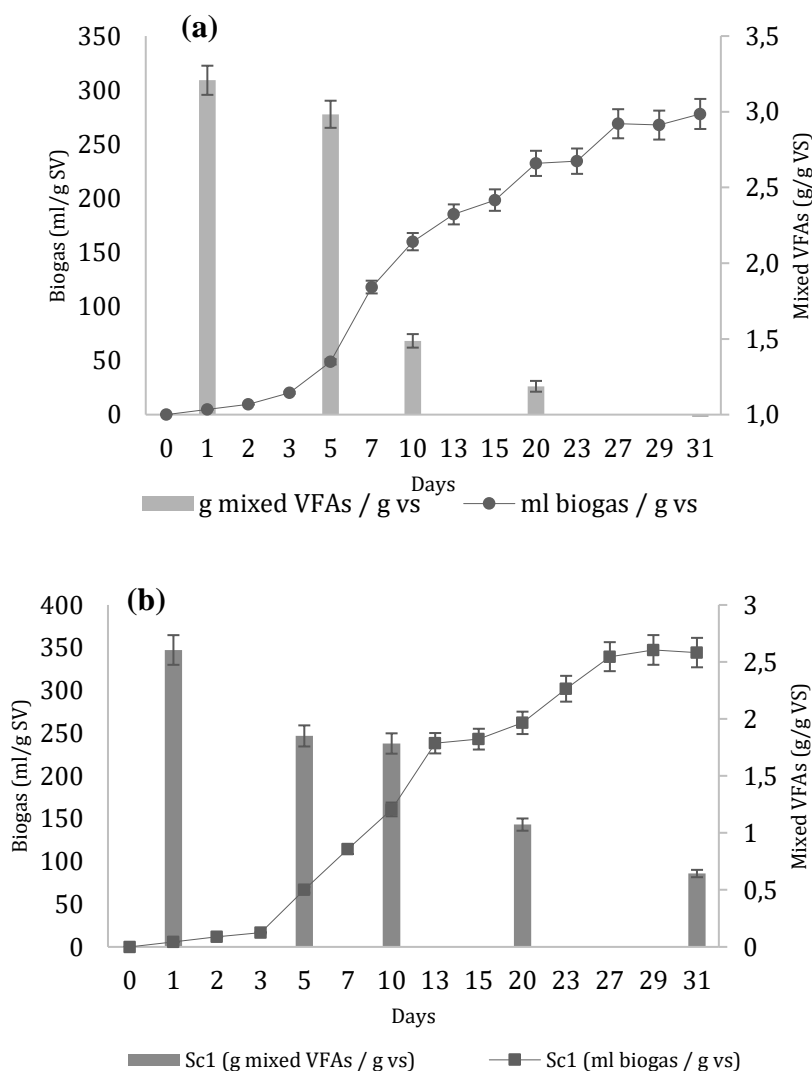 (a)
350
300
250
200
150
100
50
0
Biogas (ml/g SV)
3,5
3,0
2,5
2,0
1,5
1,0
Mixed VFAs (g/g VS)
0 1 2 3 5 7 10 13 15 20 23 27 29 31
Days
g mixed VFAs / g vs ml biogas / g vs
(b)
400
350
300
250
200
150
100
50
0
Biogas (ml/g SV)
3
2,5
2
1,5
1
0,5
0
Mixed VFAs (g/g VS)
0 1 2 3 5 7 10 13 15 20 23 27 29 31
Days
Sc1 (g mixed VFAs / g vs) Sc1 (ml biogas / g vs)